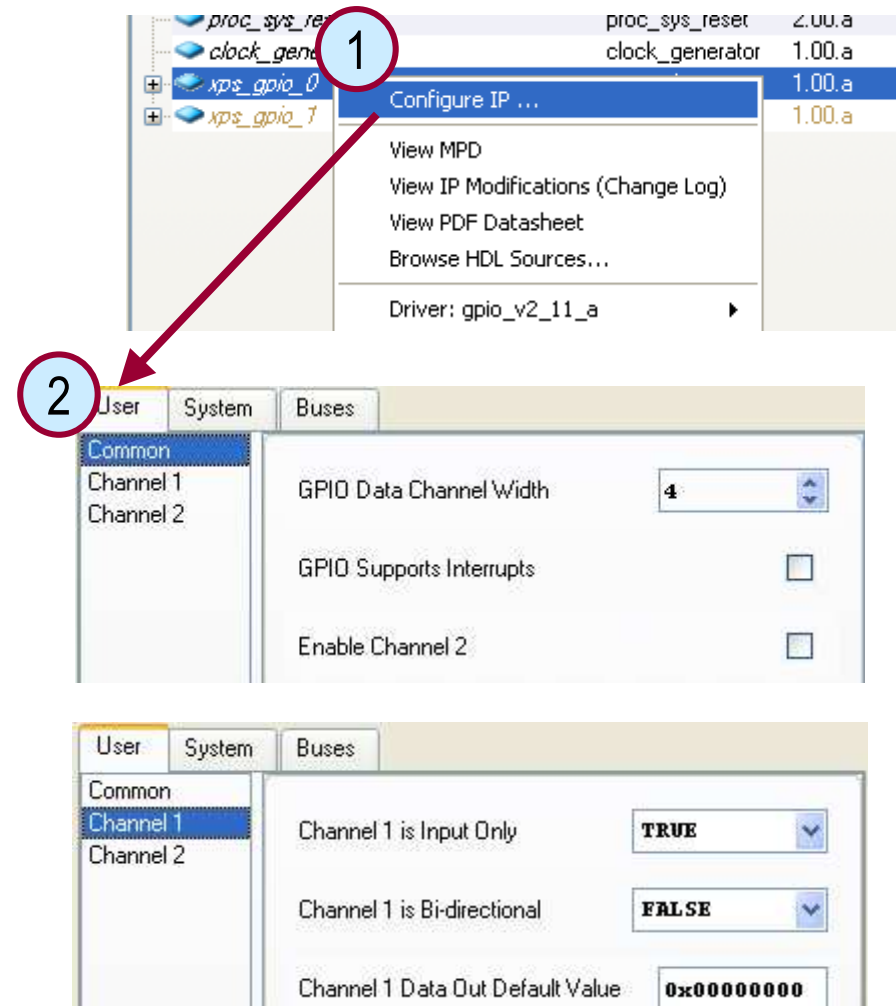 proc_sys_re proc_sys_reset 2.00.a
1
clock_gene clock_generator 1.00.a
xps_gpio_0 1.00.a
Configure IP ...
xps_gpio_1 1.00.a
View MPD
View IP Modifications (Change Log)
View PDF Datasheet
Browse HDL Sources...
Driver: gpio_v2_11_a
2
User System Buses
Common
Channel 1 GPIO Data Channel Width 4
Channel 2
GPIO Supports Interrupts
Enable Channel 2
User System Buses
Common
Channel 1 Channel 1 is Input Only TRUE
Channel 2
Channel 1 is Bi-directional FALSE
Channel 1 Data Out Default Value 0x00000000